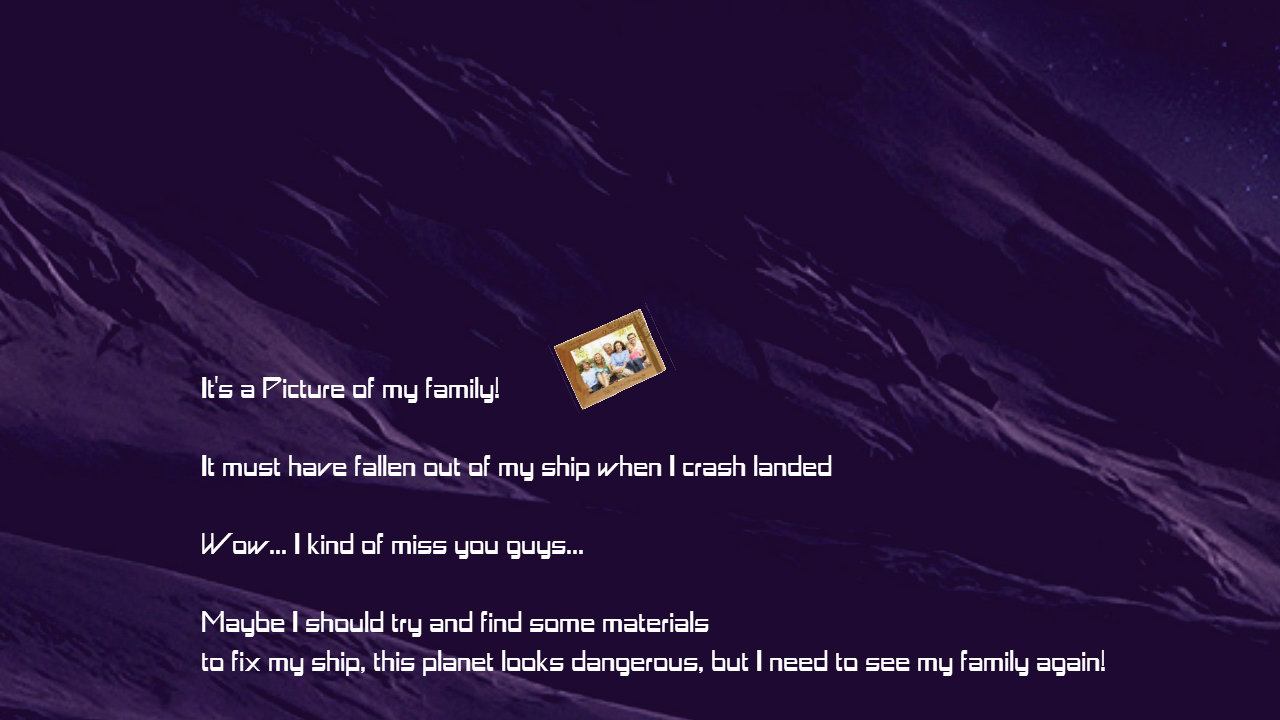 It's a Picture of my family!
It must have fallen out of my ship when I crash landed
Wow... I kind of miss you guys...
Maybe I should try and find some materials
to fix my ship, this planet looks dangerous, but I need to see my family again!